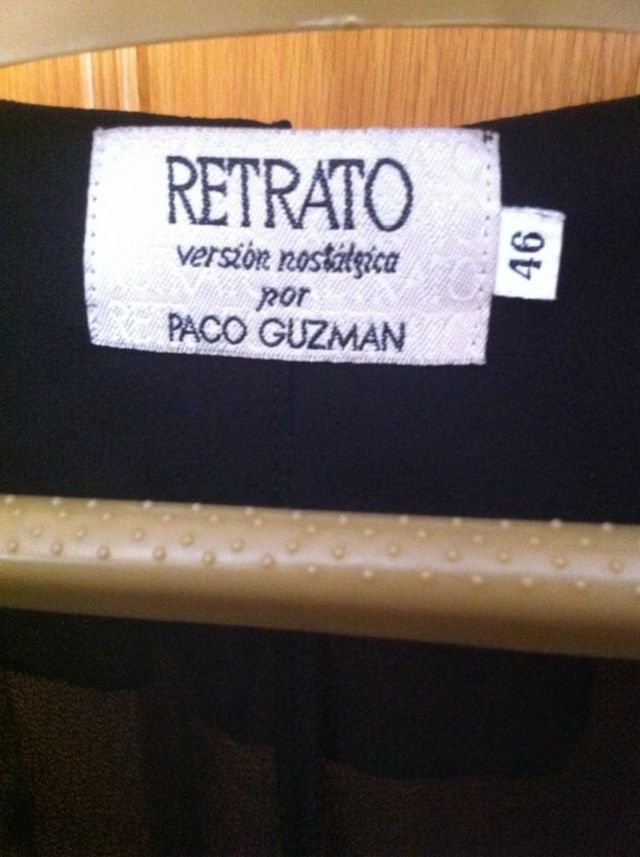 RETRATO
versión nostálgica
por
PACO GUZMAN
46